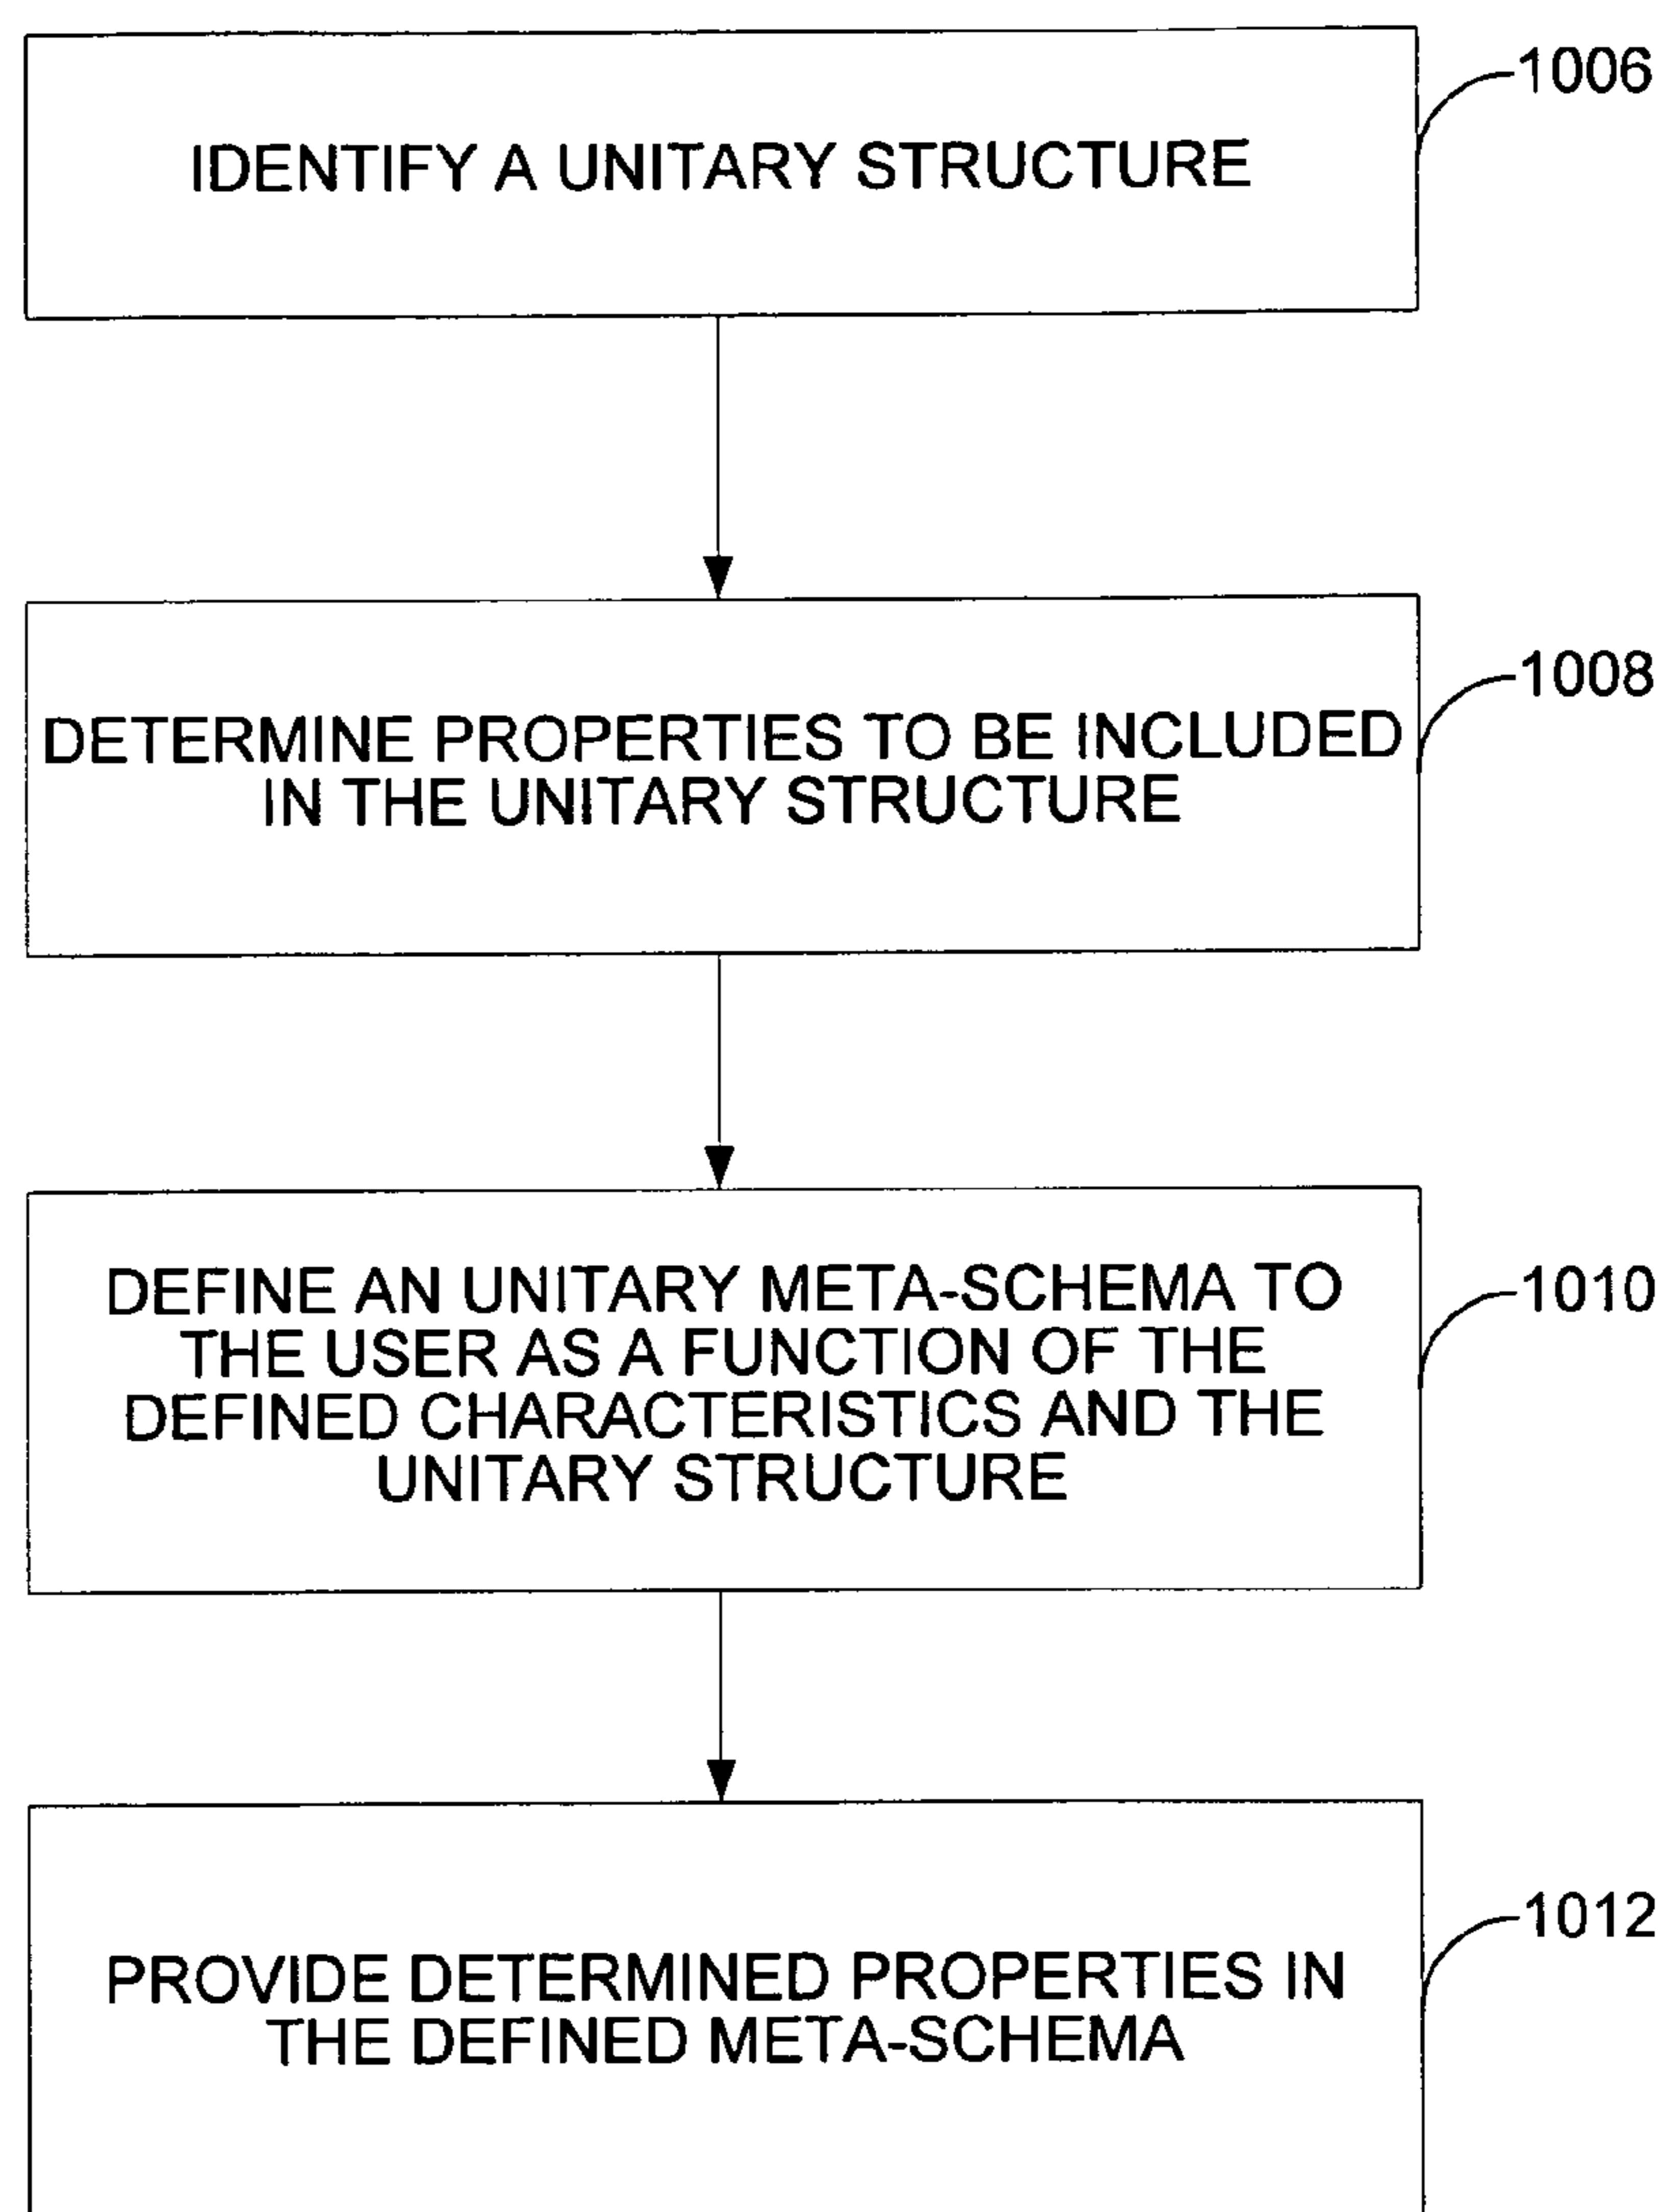 1006
IDENTIFY A UNITARY STRUCTURE
1008
DETERMINE PROPERTIES TO BE INCLUDED
IN THE UNITARY STRUCTURE
1010
DEFINE AN UNITARY META-SCHEMA TO
THE USER AS A FUNCTION OF THE
DEFINED CHARACTERISTICS AND THE
UNITARY STRUCTURE
1012
PROVIDE DETERMINED PROPERTIES IN
THE DEFINED META-SCHEMA